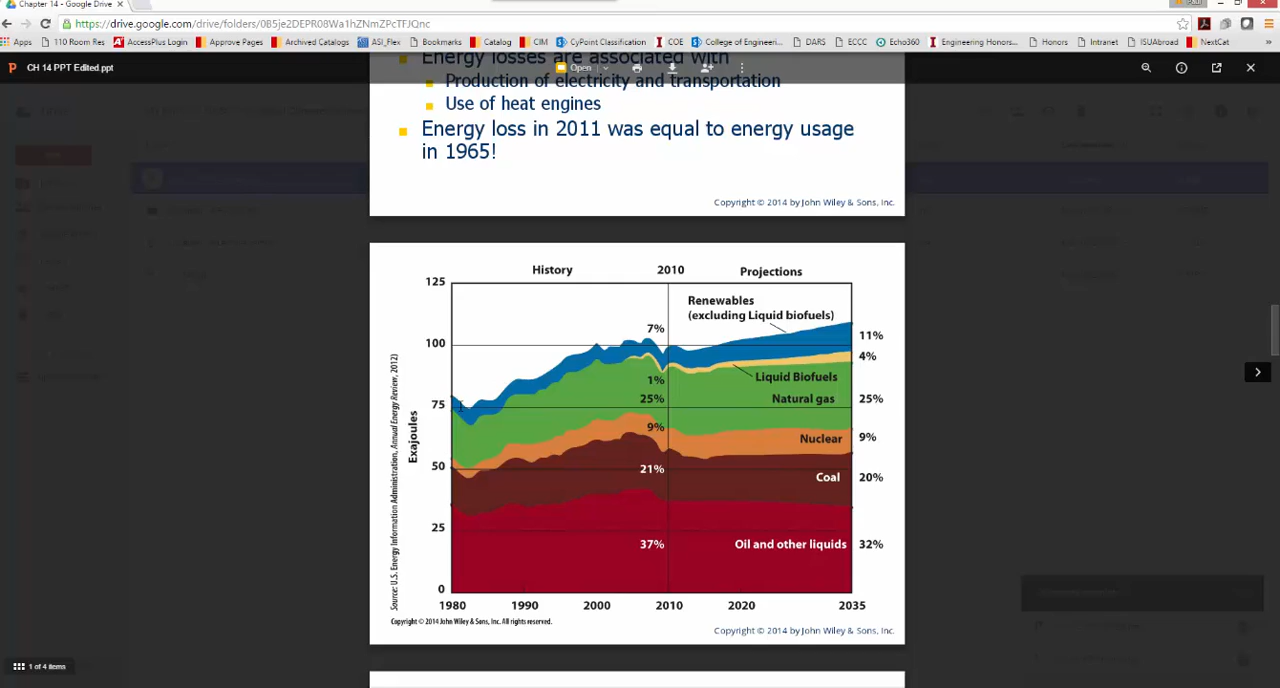 Chapter 14 - Google Drive
https://drive.google.com/drive/folders/0B5je2DEPR08Wa1hZNmZPcTFJQnc
Apps 110 Room Res AccessPlus Login Approve Pages Archived Catalogs ASI_Flex Bookmarks Catalog CIM CyPoint Classification COE College of Engineeri... DARS ECCC Echo360 Engineering Honors... Honors Intranet ISUAbroad NextCat »
CH 14 PPT Edited.ppt
Open
Energy losses are associated with
Production of electricity and transportation
Use of heat engines
Energy loss in 2011 was equal to energy usage
in 1965!
Copyright © 2014 by John Wiley & Sons, Inc.
History 2010 Projections
125
Renewables
(excluding Liquid biofuels)
7%
11%
100
4%
1%
Liquid Biofuels
25%
Natural gas
25%
75
9%
Nuclear
9%
50
21%
Coal
20%
25
37%
Oil and other liquids
32%
0
Exajoules
Source: U.S. Energy Information Administration, Annual Energy Review, 2012)
1980 1990 2000 2010 2020 2035
Copyright © 2014 John Wiley & Sons, Inc. All rights reserved.
Copyright © 2014 by John Wiley & Sons, Inc.
1 of 4 items